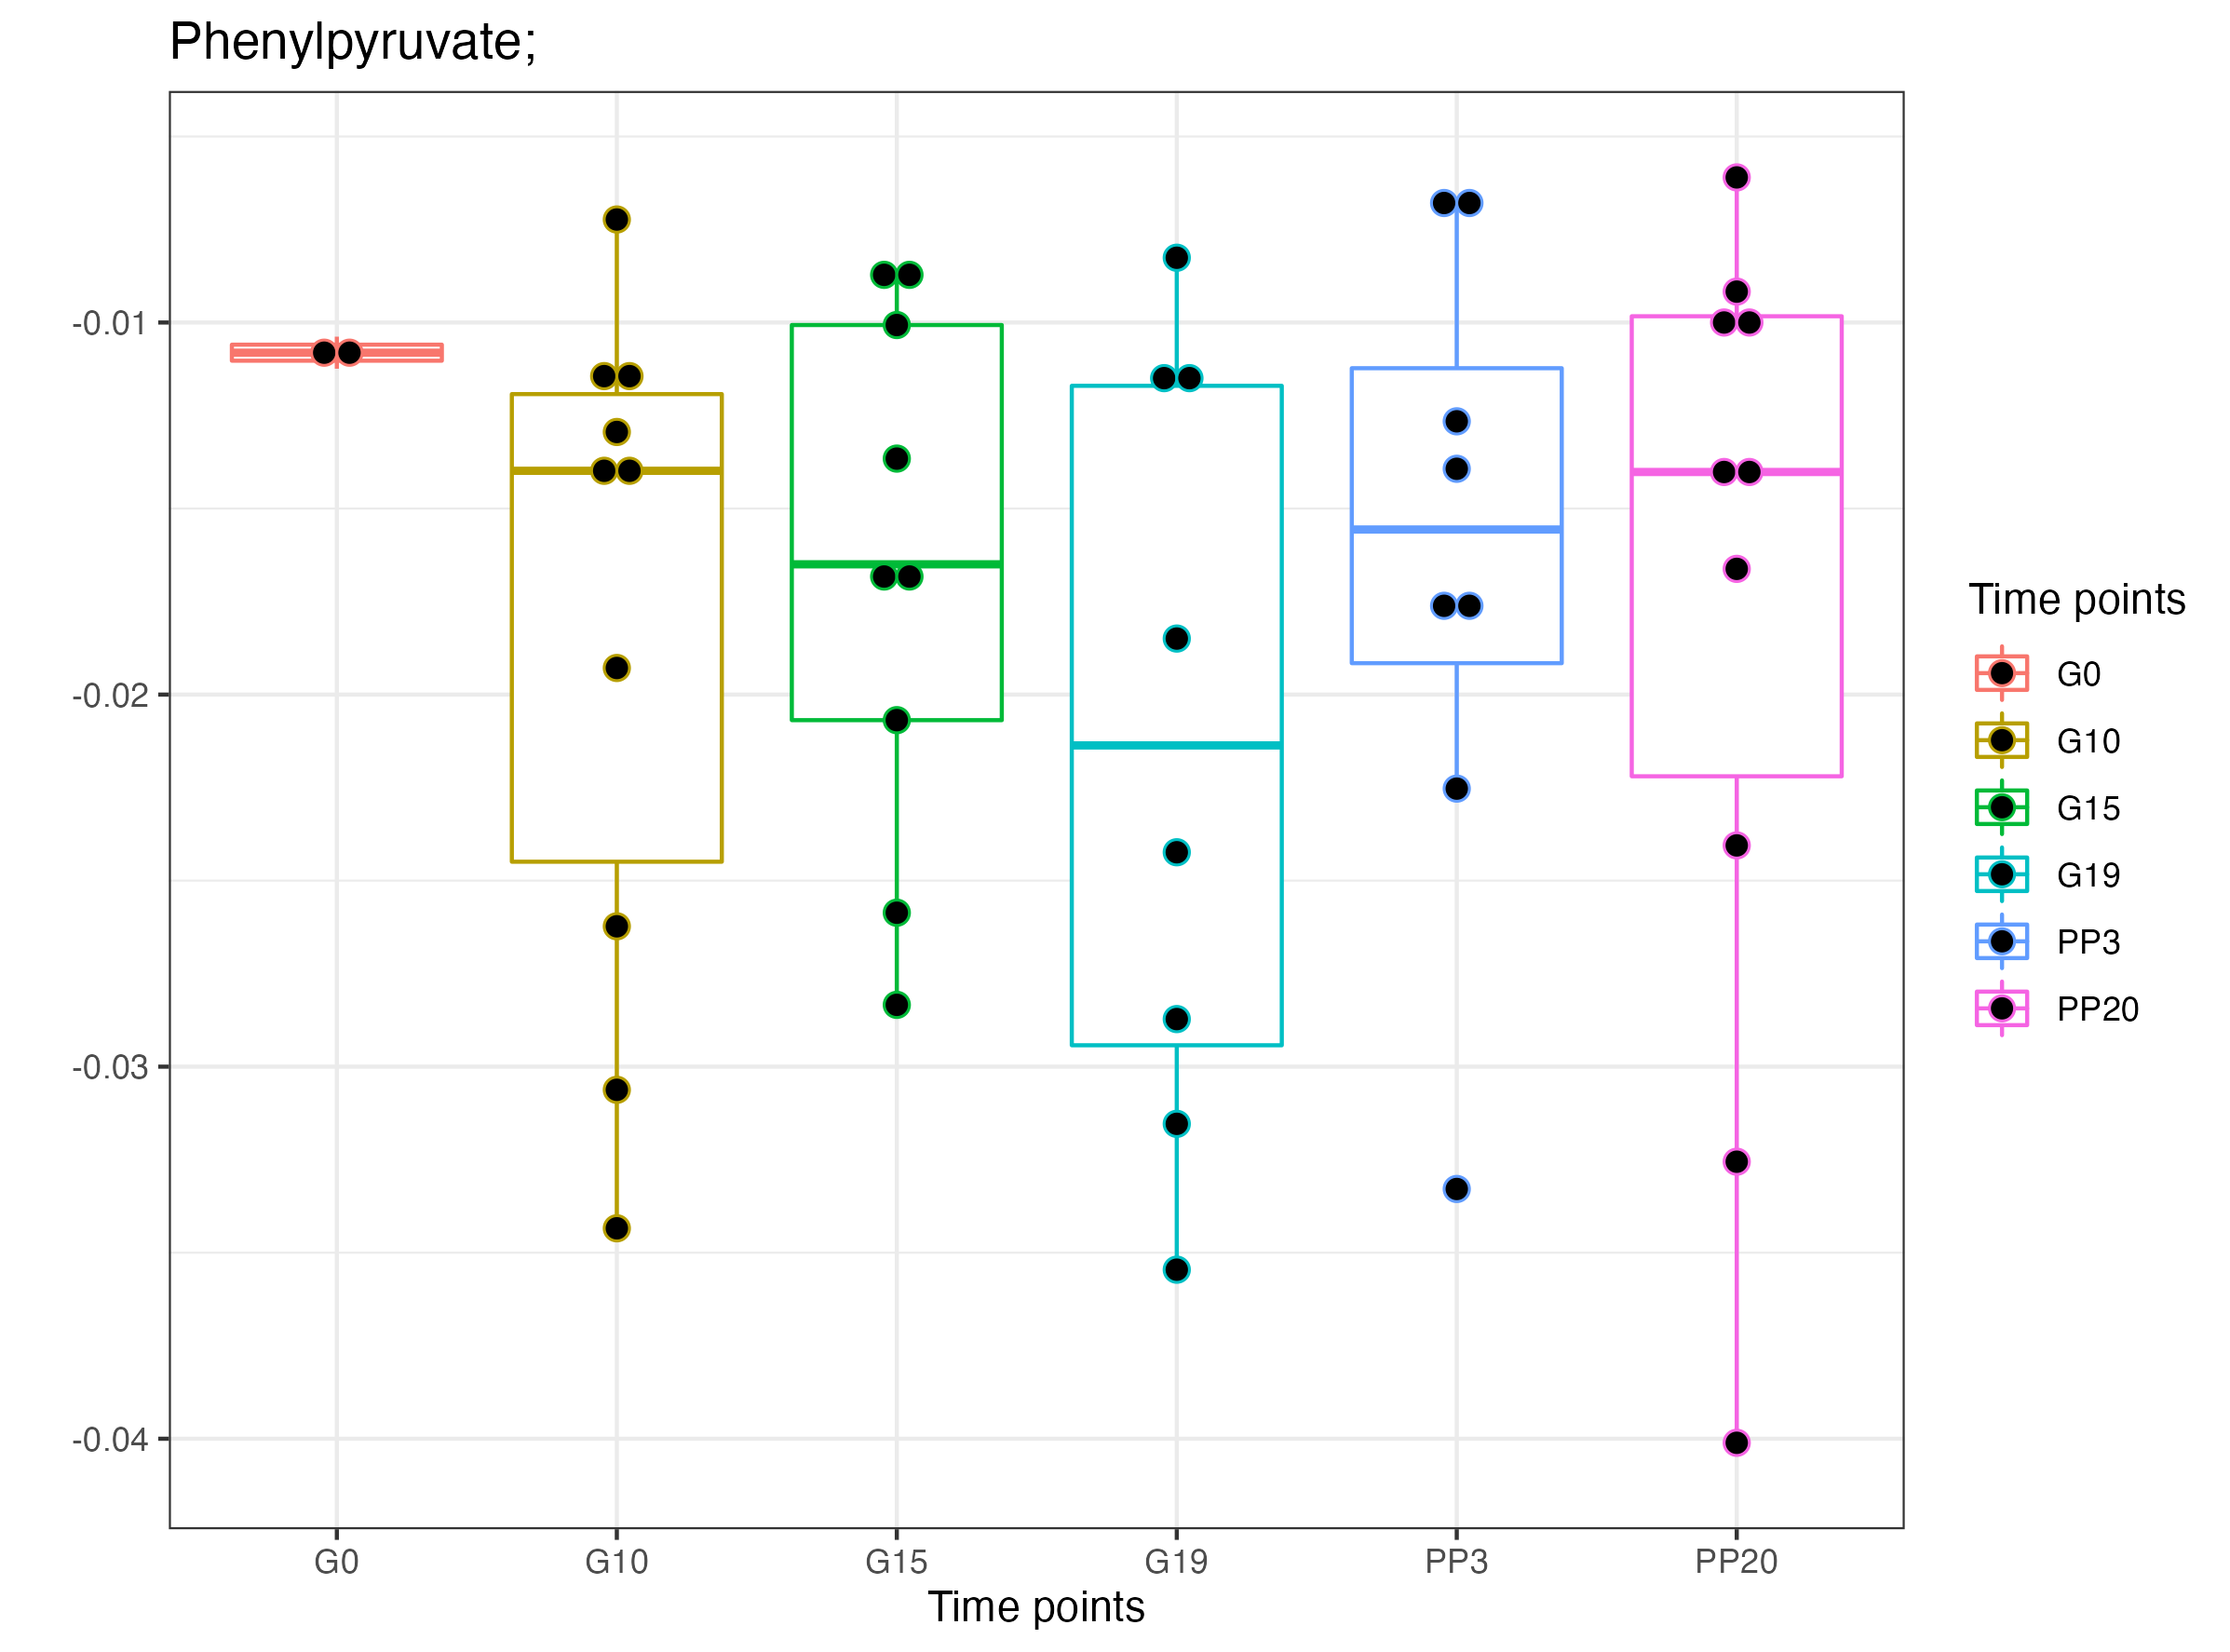 Phenylpyruvate;
-0.01
-0.02
-0.03
-0.04
G0 G10 G15 G19 PP3 PP20
Time points
Time points
G0
G10
G15
G19
PP3
PP20